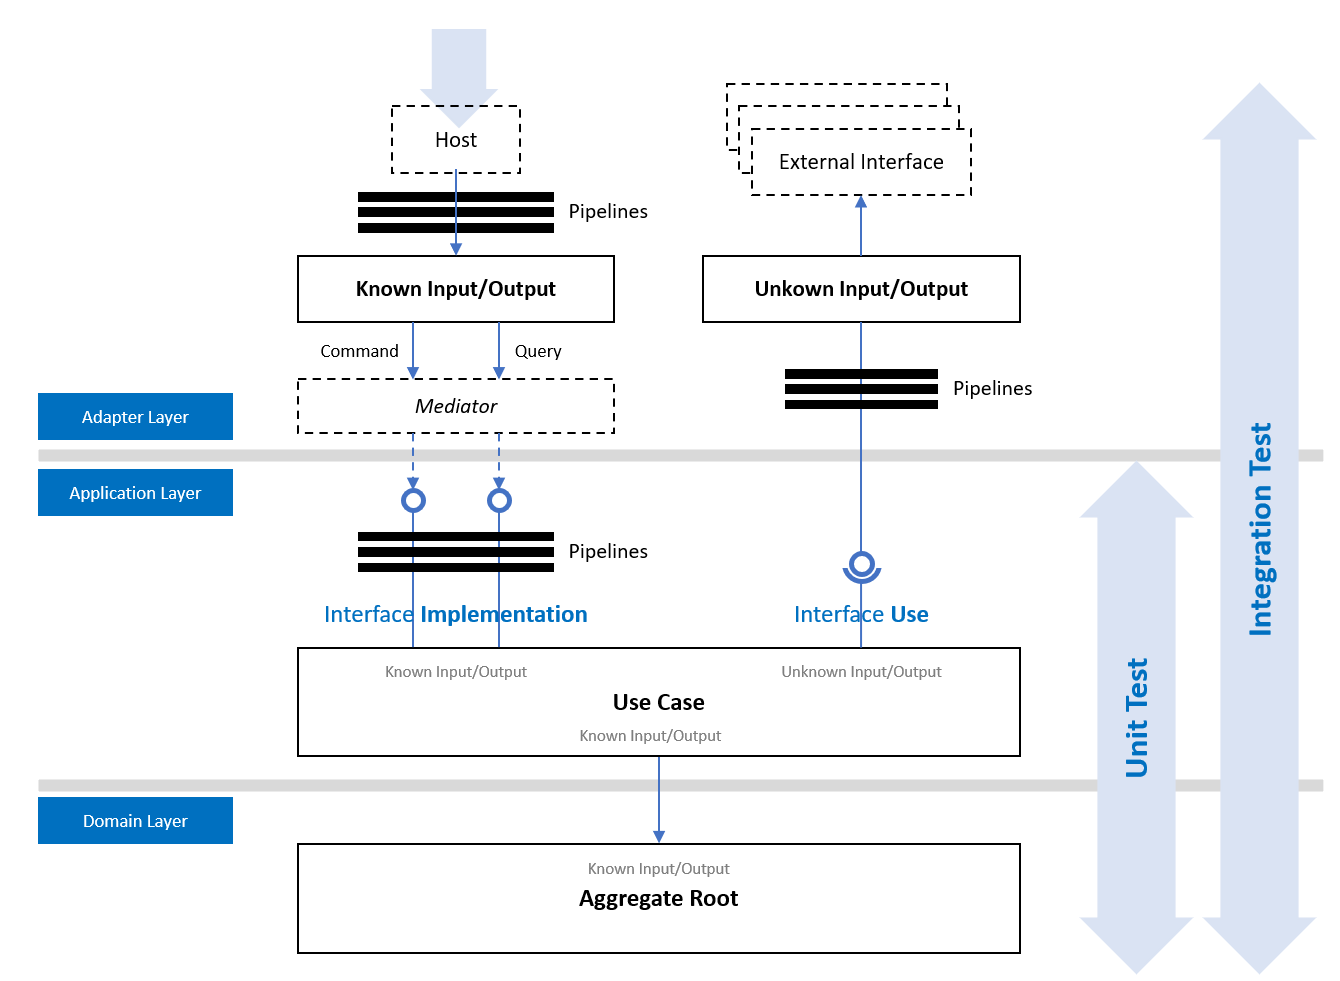 Host
External Interface
Pipelines
Known Input/Output
Unkown Input/Output
Command
Query
Pipelines
Mediator
Adapter Layer
Application Layer
Pipelines
Interface Implementation
Interface Use
Known Input/Output
Unknown Input/Output
Use Case
Known Input/Output
Domain Layer
Known Input/Output
Aggregate Root
Unit Test
Integration Test